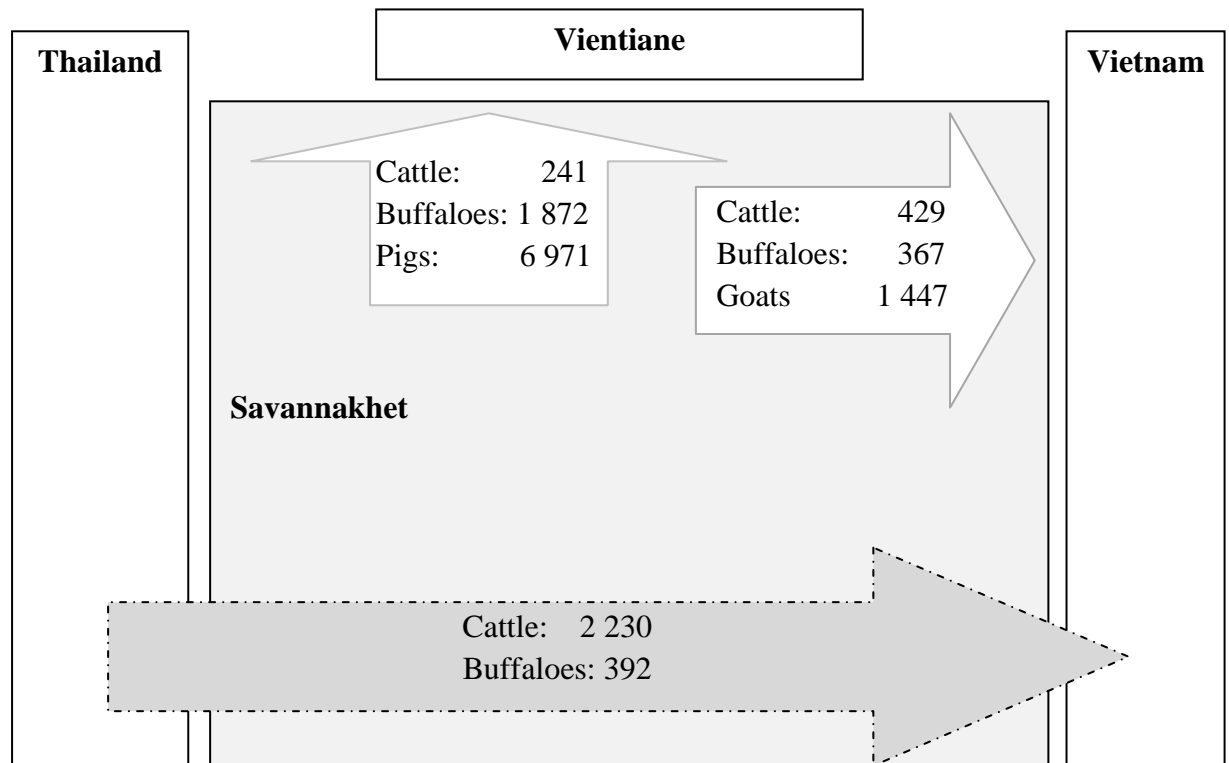 Vientiane
Thailand
Vietnam
Cattle: 241
Buffaloes: 1 872
Pigs: 6 971
Cattle: 429
Buffaloes: 367
Goats 1 447
Savannakhet
Cattle: 2 230
Buffaloes: 392